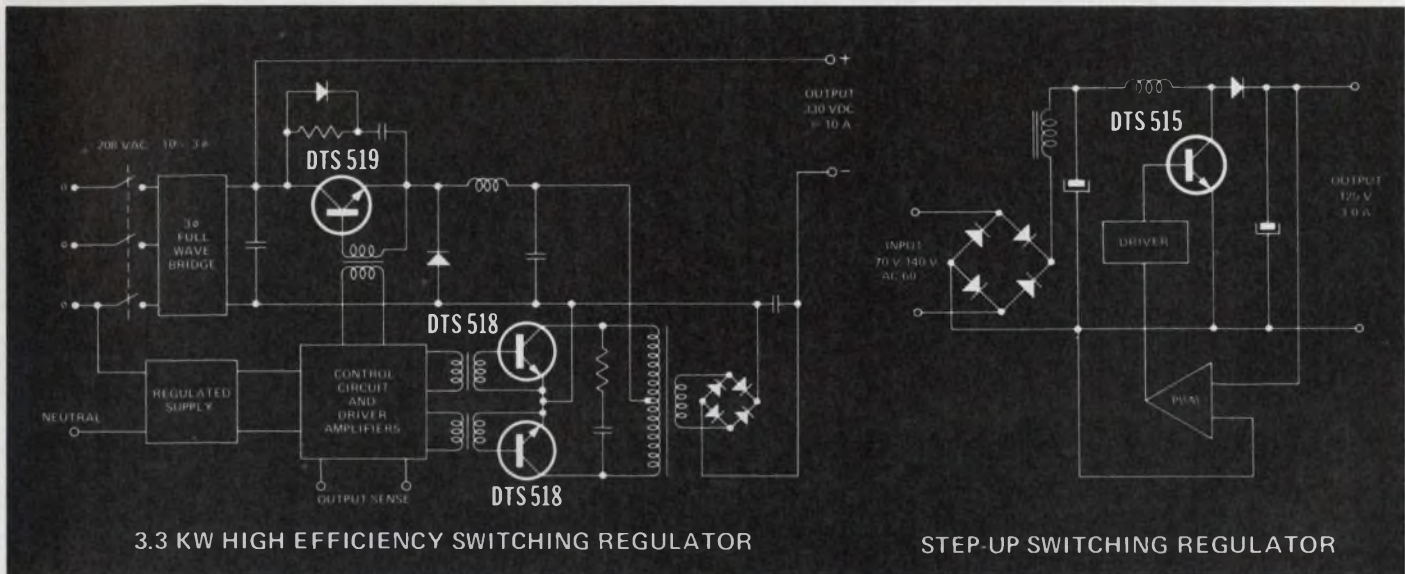 208 VAC
3φ
FULL
WAVE
BRIDGE
DTS 519
OUTPUT
330 VDC
10 A
+
−
DTS 518
REGULATED
SUPPLY
NEUTRAL
CONTROL
CIRCUIT
AND
DRIVER
AMPLIFIERS
OUTPUT SENSE
DTS 518
3.3 KW HIGH EFFICIENCY SWITCHING REGULATOR
DTS 515
INPUT
70 V-140 V
AC 60
DRIVER
OUTPUT
125 V
3.0 A
PWM
STEP-UP SWITCHING REGULATOR